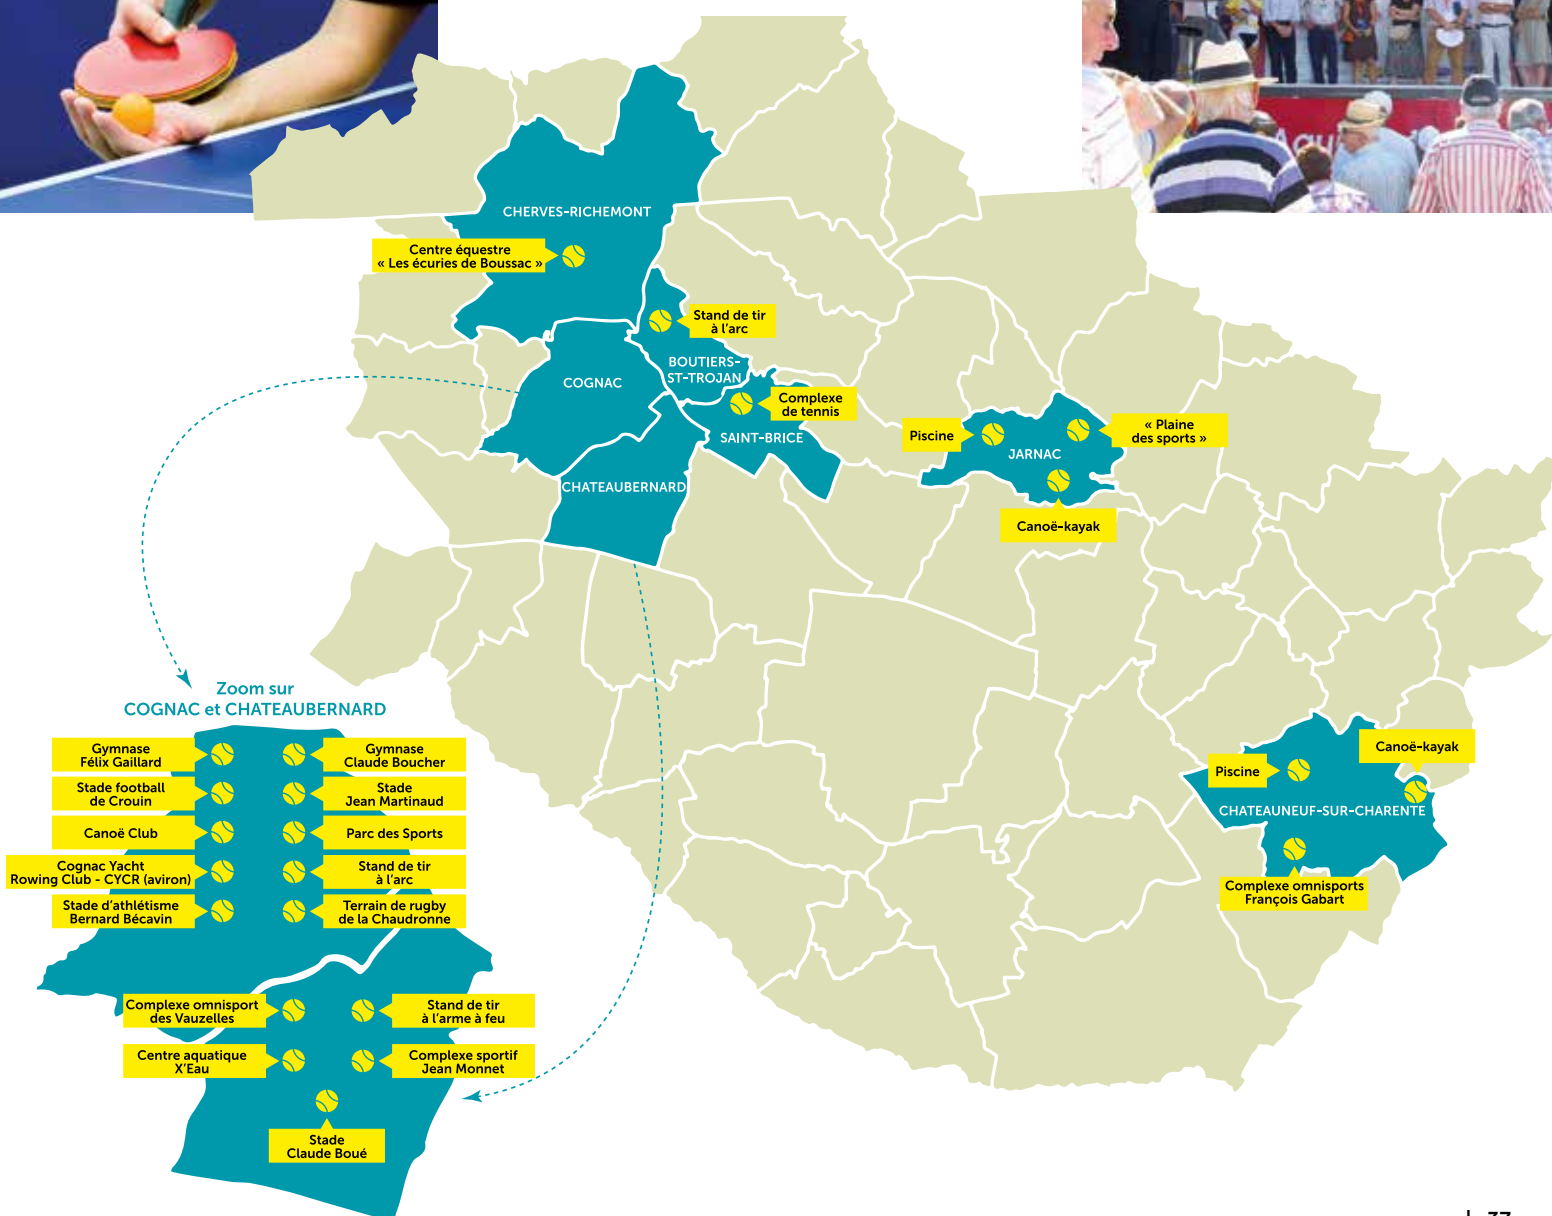 Aqu
CHERVES-RICHEMONT
Centre équestre
« Les écuries de Boussac »
Stand de tir
à l'arc
BOUTIERS-
ST-TROJAN
COGNAC
Complexe
de tennis
SAINT-BRICE
CHATEAUBERNARD
Piscine
« Plaine
des sports »
JARNAC
Canoë-kayak
Canoë-kayak
Piscine
CHATEAUNEUF-SUR-CHARENTE
Complexe omnisports
François Gabart
Zoom sur
COGNAC et CHATEAUBERNARD
Gymnase
Félix Gaillard
Gymnase
Claude Boucher
Stade football
de Crouin
Stade
Jean Martinaud
Canoë Club
Parc des Sports
Cognac Yacht
Rowing Club - CYCR (aviron)
Stand de tir
à l'arc
Stade d'athlétisme
Bernard Bécavin
Terrain de rugby
de la Chaudronne
Complexe omnisport
des Vauzelles
Stand de tir
à l'arme à feu
Centre aquatique
X'Eau
Complexe sportif
Jean Monnet
Stade
Claude Boué